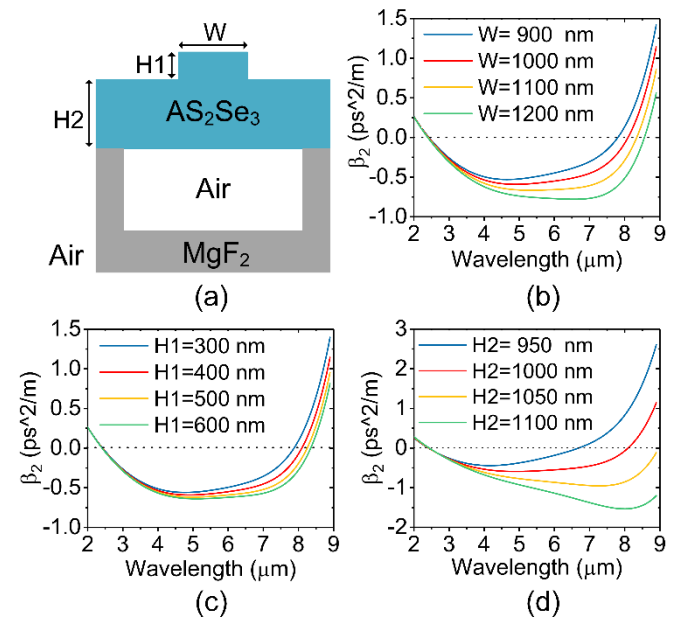 W
H1
H2
AS₂Se₃
Air
Air
MgF₂
(a)
β₂ (ps^2/m)
1.5
1.0
0.5
0.0
-0.5
-1.0
W= 900 nm
W=1000 nm
W=1100 nm
W=1200 nm
2 3 4 5 6 7 8 9
Wavelength (μm)
(b)
β₂ (ps^2/m)
1.5
1.0
0.5
0.0
-0.5
-1.0
H1=300 nm
H1=400 nm
H1=500 nm
H1=600 nm
2 3 4 5 6 7 8 9
Wavelength (μm)
(c)
β₂ (ps^2/m)
3
2
1
0
-1
-2
H2= 950 nm
H2=1000 nm
H2=1050 nm
H2=1100 nm
2 3 4 5 6 7 8 9
Wavelength (μm)
(d)